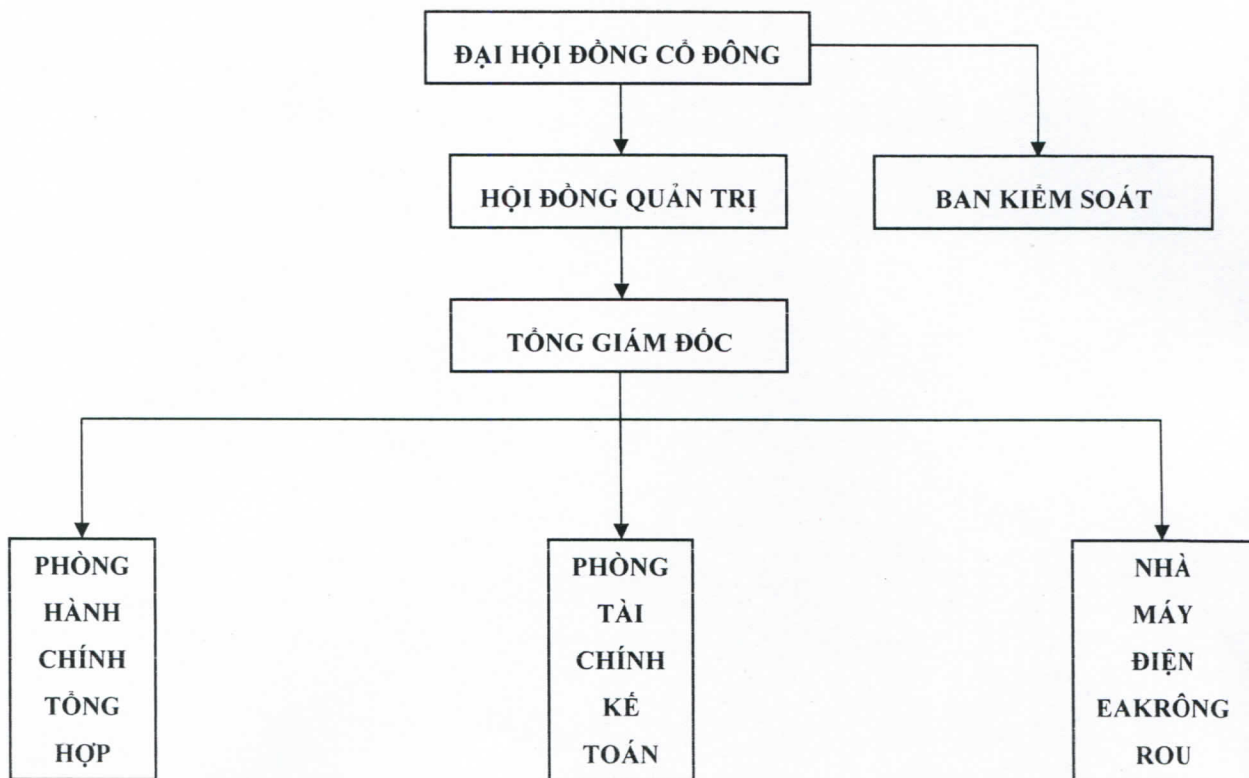 ĐẠI HỘI ĐỒNG CỔ ĐÔNG
HỘI ĐỒNG QUẢN TRỊ
BAN KIỂM SOÁT
TỔNG GIÁM ĐỐC
PHÒNG
HÀNH
CHÍNH
TỔNG
HỢP
PHÒNG
TÀI
CHÍNH
KẾ
TOÁN
NHÀ
MÁY
ĐIỆN
EAKRÔNG
ROU